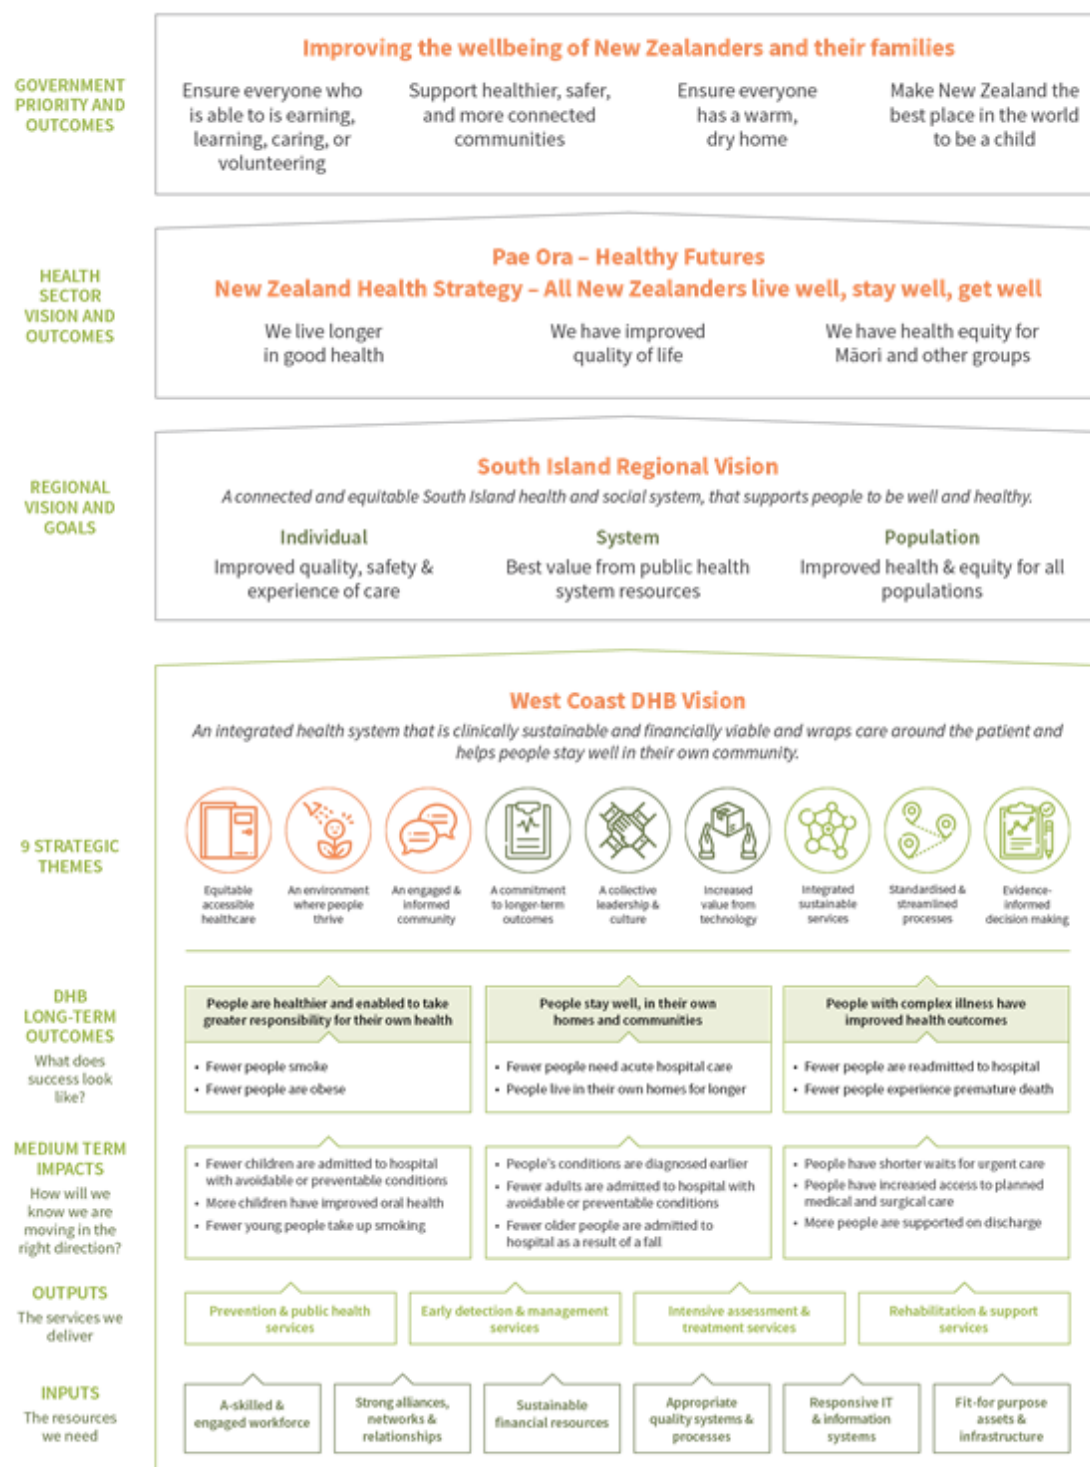 GOVERNMENT
PRIORITY AND
OUTCOMES
Improving the wellbeing of New Zealanders and their families
Ensure everyone who
is able to is earning,
learning, caring, or
volunteering
Support healthier, safer,
and more connected
communities
Ensure everyone
has a warm,
dry home
Make New Zealand the
best place in the world
to be a child
HEALTH
SECTOR
VISION AND
OUTCOMES
Pae Ora – Healthy Futures
New Zealand Health Strategy – All New Zealanders live well, stay well, get well
We live longer
in good health
We have improved
quality of life
We have health equity for
Māori and other groups
REGIONAL
VISION AND
GOALS
South Island Regional Vision
A connected and equitable South Island health and social system, that supports people to be well and healthy.
Individual
Improved quality, safety &
experience of care
System
Best value from public health
system resources
Population
Improved health & equity for all
populations
West Coast DHB Vision
An integrated health system that is clinically sustainable and financially viable and wraps care around the patient and
helps people stay well in their own community.
9 STRATEGIC
THEMES
Equitable
accessible
healthcare
An environment
where people
thrive
An engaged &
informed
community
A commitment
to longer-term
outcomes
A collective
leadership &
culture
Increased
value from
technology
Integrated
sustainable
services
Standardised &
streamlined
processes
Evidence-
informed
decision making
DHB
LONG-TERM
OUTCOMES
What does
success look
like?
People are healthier and enabled to take
greater responsibility for their own health
• Fewer people smoke
• Fewer people are obese
People stay well, in their own
homes and communities
• Fewer people need acute hospital care
• People live in their own homes for longer
People with complex illness have
improved health outcomes
• Fewer people are readmitted to hospital
• Fewer people experience premature death
MEDIUM TERM
IMPACTS
How will we
know we are
moving in the
right direction?
• Fewer children are admitted to hospital
with avoidable or preventable conditions
• More children have improved oral health
• Fewer young people take up smoking
• People's conditions are diagnosed earlier
• Fewer adults are admitted to hospital with
avoidable or preventable conditions
• Fewer older people are admitted to
hospital as a result of a fall
• People have shorter waits for urgent care
• People have increased access to planned
medical and surgical care
• More people are supported on discharge
OUTPUTS
The services we
deliver
Prevention & public health
services
Early detection & management
services
Intensive assessment &
treatment services
Rehabilitation & support
services
INPUTS
The resources
we need
A-skilled &
engaged workforce
Strong alliances,
networks &
relationships
Sustainable
financial resources
Appropriate
quality systems &
processes
Responsive IT
& information
systems
Fit-for purpose
assets &
infrastructure